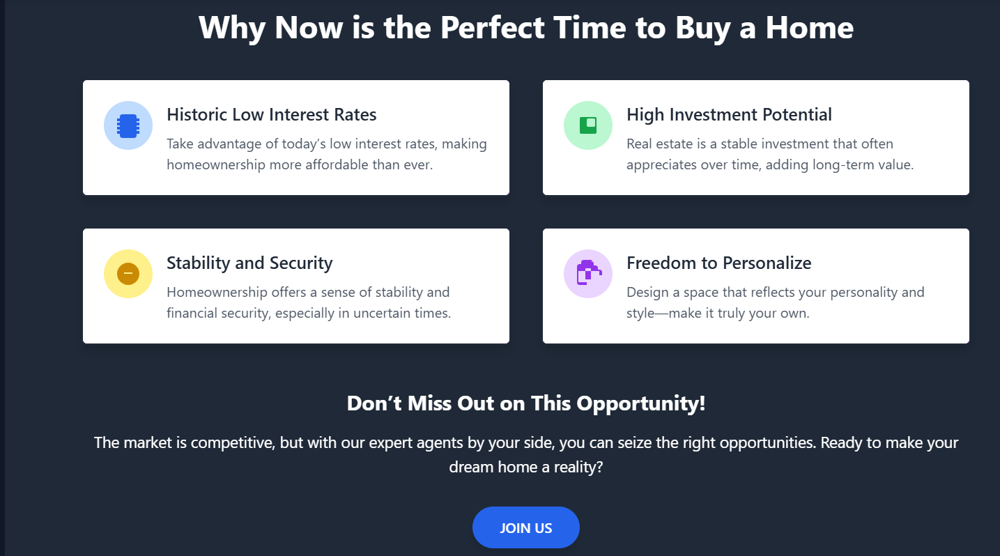 Why Now is the Perfect Time to Buy a Home
Historic Low Interest Rates
Take advantage of today’s low interest rates, making
homeownership more affordable than ever.
High Investment Potential
Real estate is a stable investment that often
appreciates over time, adding long-term value.
Stability and Security
Homeownership offers a sense of stability and
financial security, especially in uncertain times.
Freedom to Personalize
Design a space that reflects your personality and
style—make it truly your own.
Don’t Miss Out on This Opportunity!
The market is competitive, but with our expert agents by your side, you can seize the right opportunities. Ready to make your
dream home a reality?
JOIN US